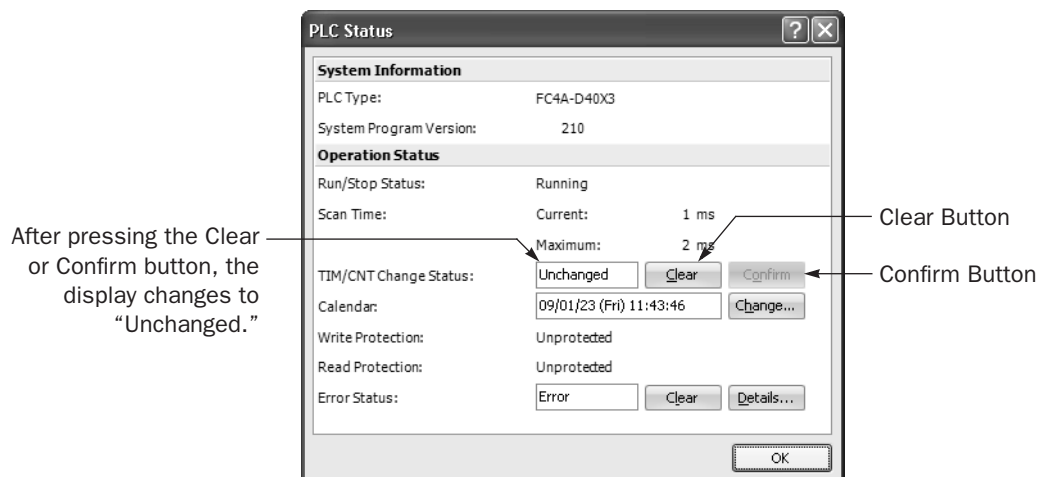 PLC Status
System Information
PLC Type: FC4A-D40X3
System Program Version: 210
Operation Status
Run/Stop Status: Running
Scan Time: Current: 1 ms
Maximum: 2 ms
TIM/CNT Change Status: Unchanged Clear Confirm
Calendar: 09/01/23 (Fri) 11:43:46 Change...
Write Protection: Unprotected
Read Protection: Unprotected
Error Status: Error Clear Details...
OK
After pressing the Clear
or Confirm button, the
display changes to
“Unchanged.”
Clear Button
Confirm Button